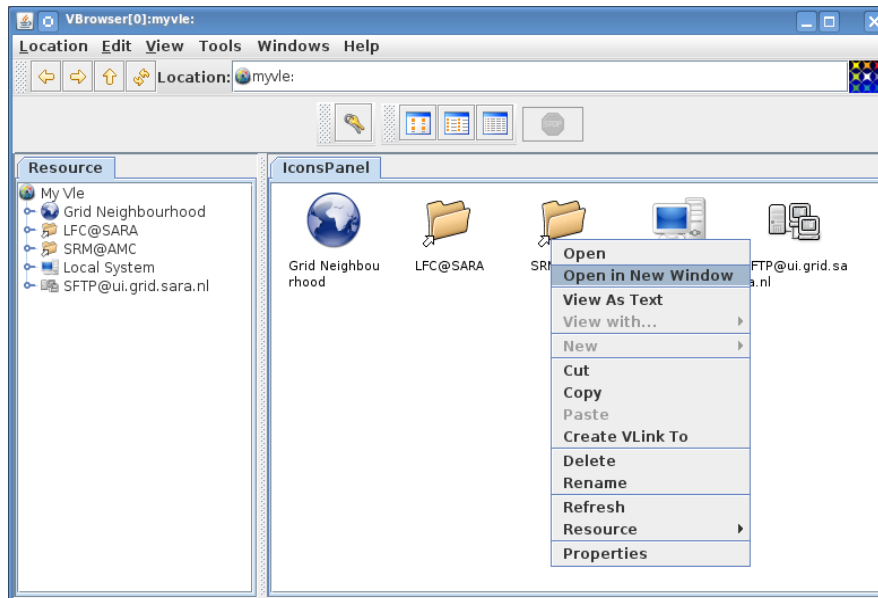 VBrowser[0]:myvle:
Location Edit View Tools Windows Help
Location: myvle:
STOP
Resource
My Vle
Grid Neighbourhood
LFC@SARA
SRM@AMC
Local System
SFTP@ui.grid.sara.nl
IconsPanel
Grid Neighbou
rhood
LFC@SARA
SRM
SFTP@ui.grid.sa
a.nl
Open
Open in New Window
View As Text
View with...
New
Cut
Copy
Paste
Create VLink To
Delete
Rename
Refresh
Resource
Properties